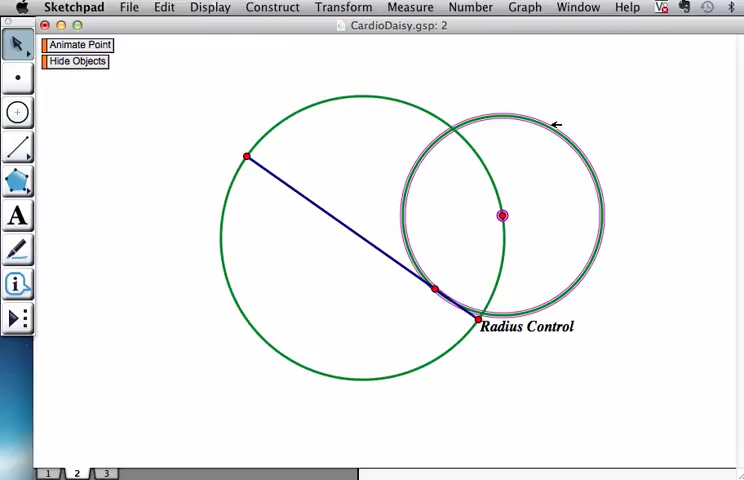 Sketchpad File Edit Display Construct Transform Measure Number Graph Window Help
CardioDaisy.gsp: 2
Animate Point
Hide Objects
A
Radius Control
1 2 3